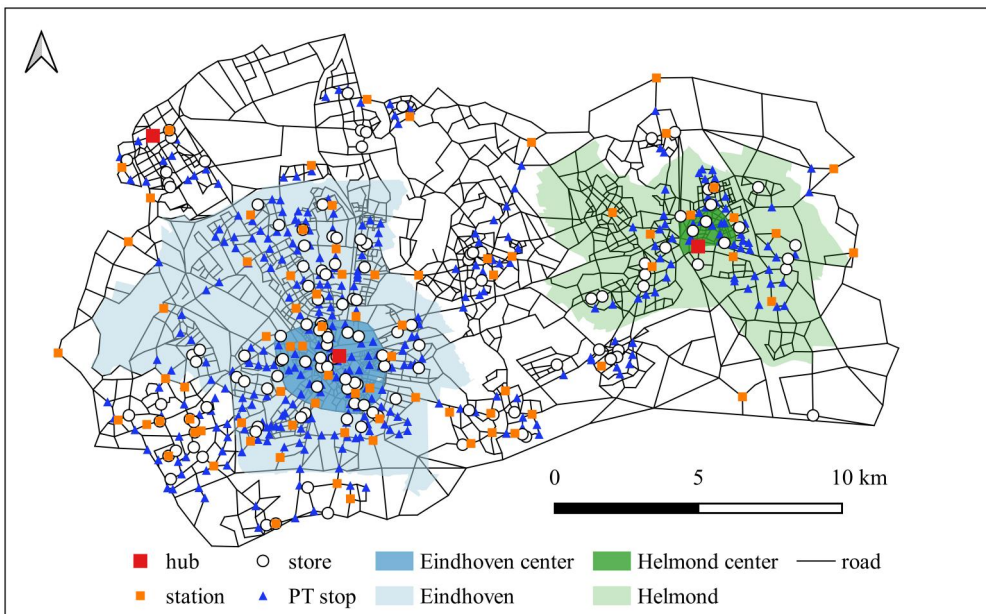 0 5 10 km
hub store Eindhoven center Helmond center road
station PT stop Eindhoven Helmond